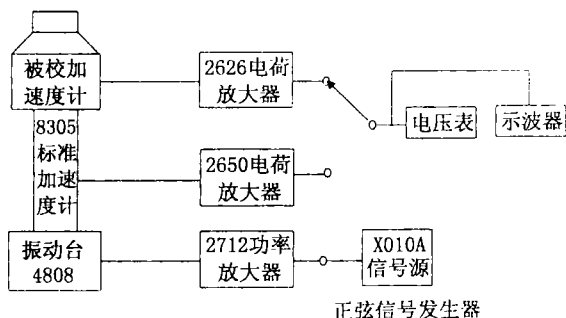 被校加
速度计
2626电荷
放大器
电压表
示波器
8305
标准
加速
度计
2650电荷
放大器
振动台
4808
2712功率
放大器
X010A
信号源
正弦信号发生器